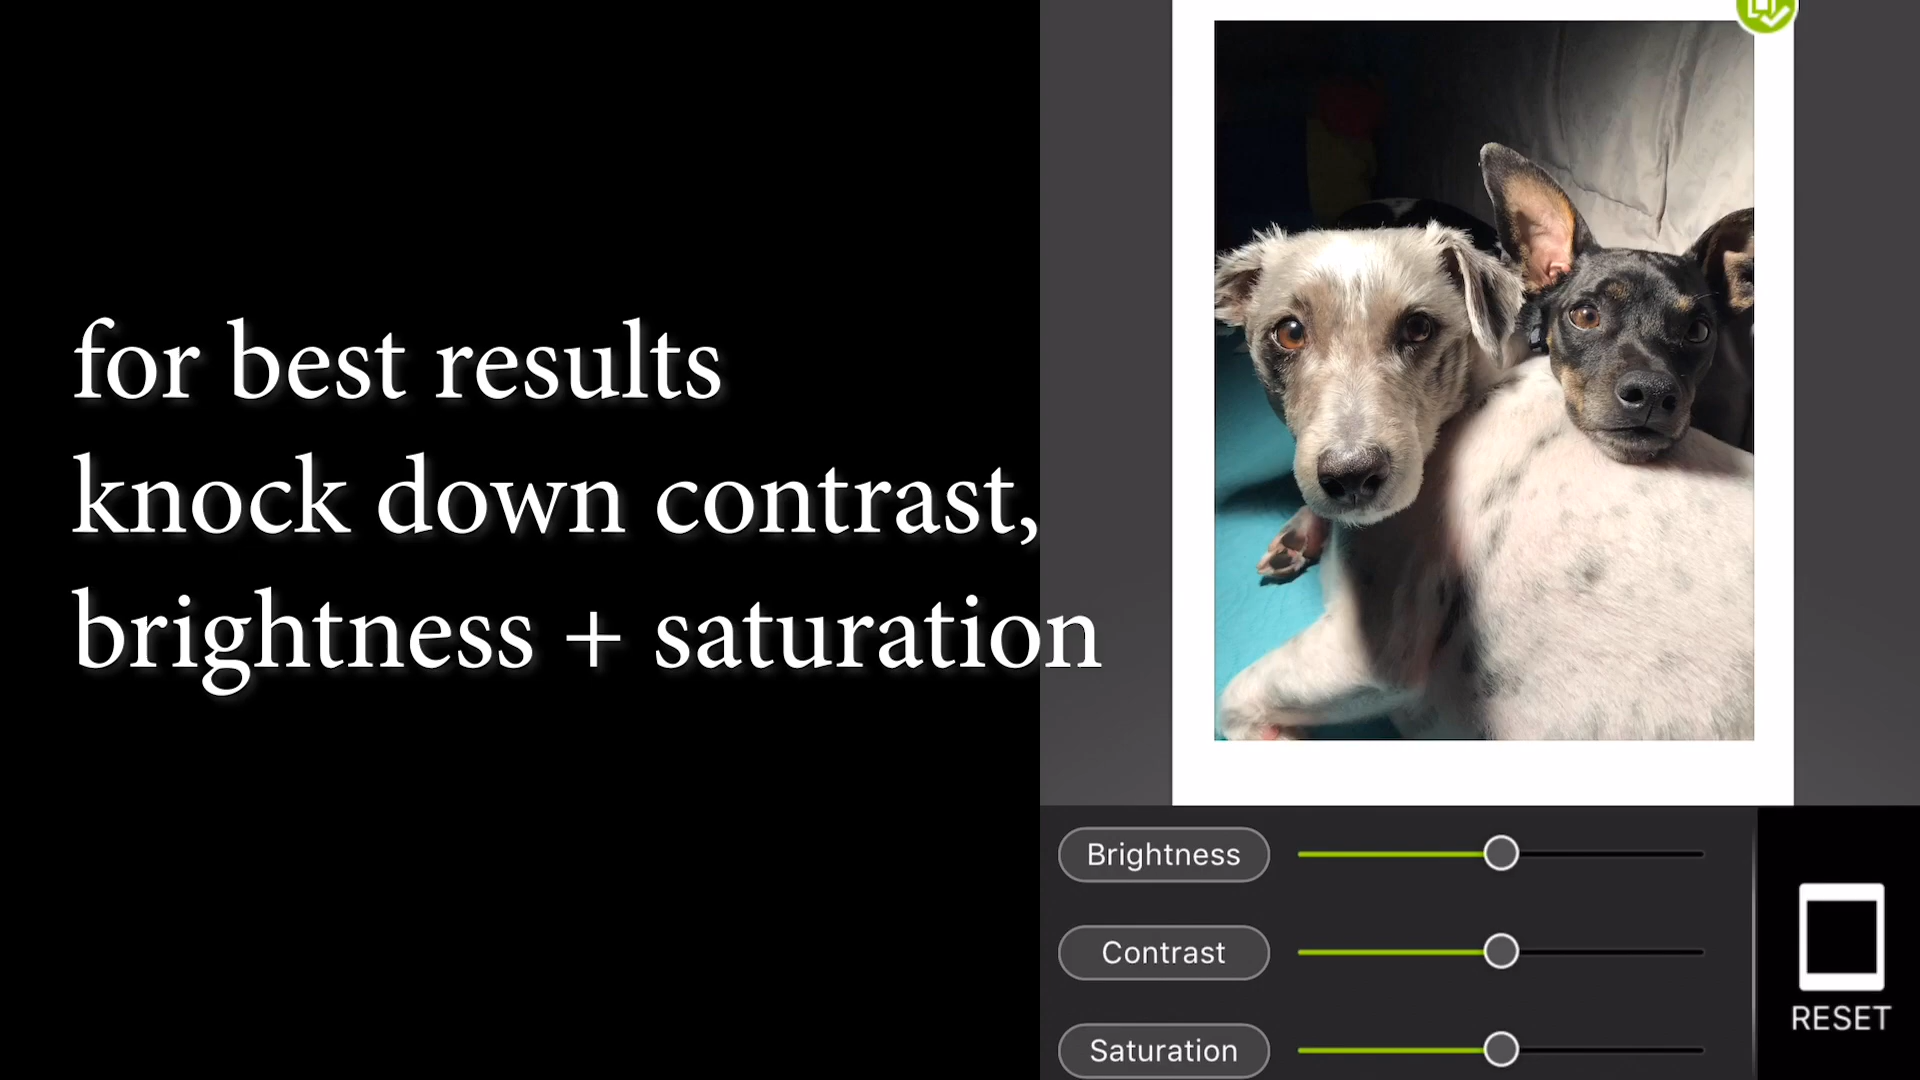 for best results
knock down contrast,
brightness + saturation
Brightness
Contrast
Saturation
RESET